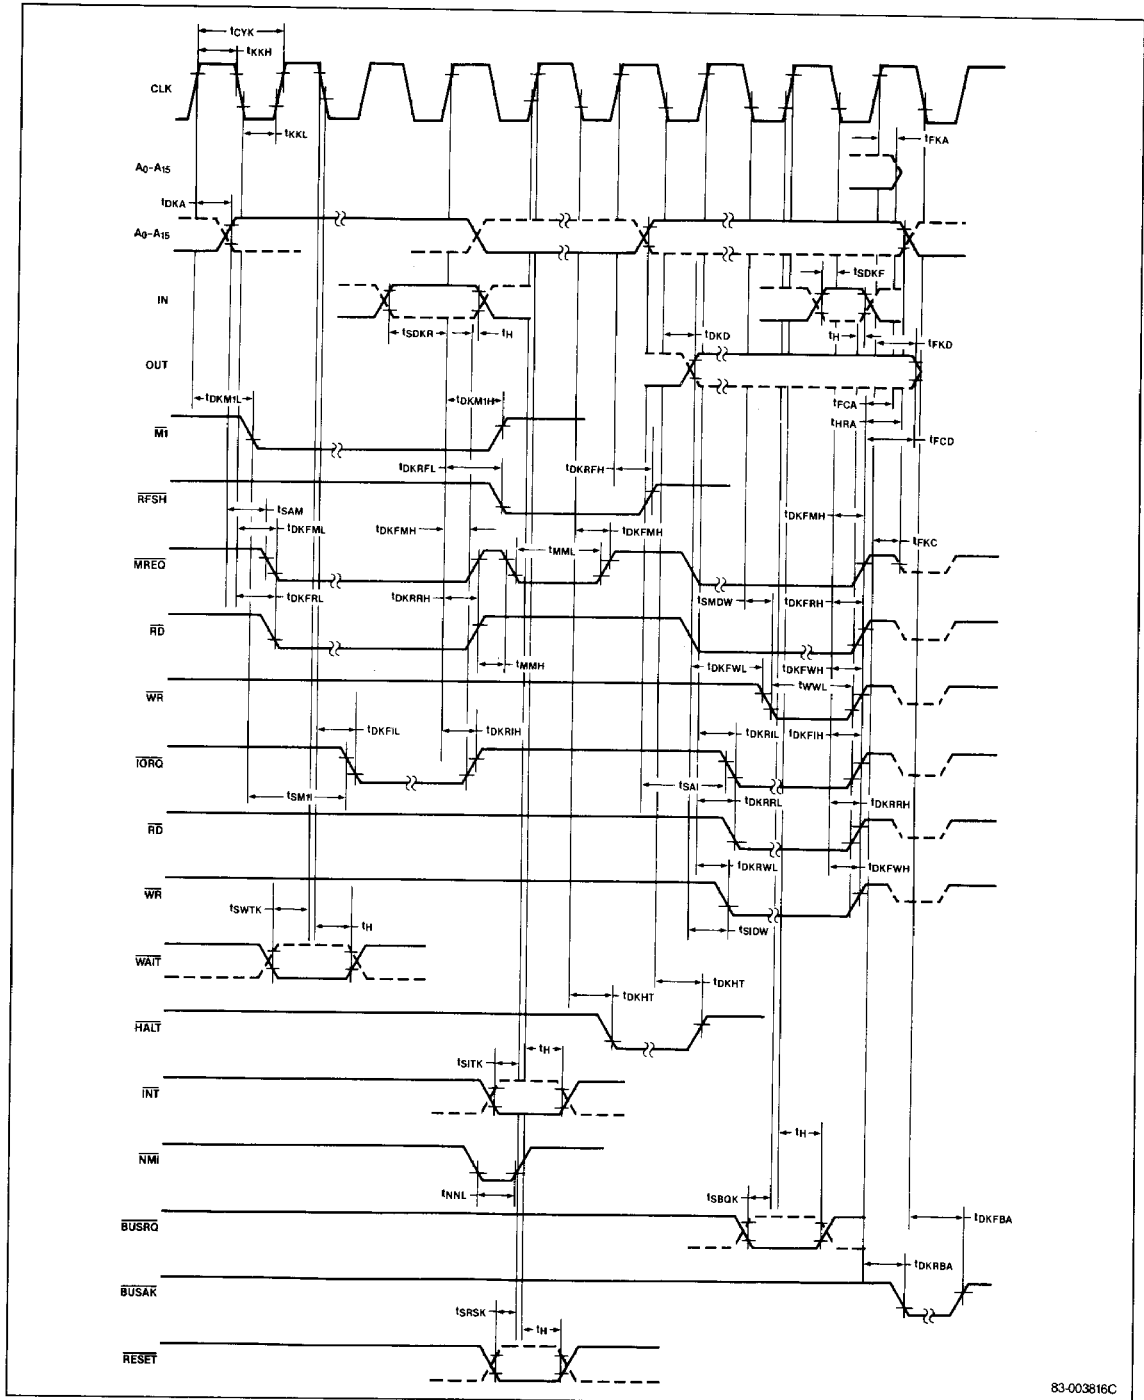 tCYK
tKKH
CLK
tKKL
tFKA
A0-A15
tDKA
A0-A15
tSDKF
IN
tSDKR
tH
tDKD
tH
tFKD
OUT
tDKM1L
tDKM1H
tFCA
tHRA
M1
tFCD
tDKRFL
tDKRFH
RFSH
tSAM
tDKFML
tDKFMH
tDKFMH
tDKFMH
tMML
tFKC
MREQ
tDKFRL
tDKRRH
tSMDW
tDKFRH
RD
tMMH
tDKFWL
tDKFWH
tWWL
WR
tDKFIL
tDKRIH
tDKRIL
tDKFIH
IORQ
tSM1I
tSAI
tDKRRL
tDKRRH
RD
tDKRWL
tDKFWH
WR
tSWTK
tH
tSIDW
WAIT
tDKHT
tDKHT
HALT
tSITK
tH
INT
tH
NMI
tNNL
tSBQK
tDKFBA
BUSRQ
tDKRBA
BUSAK
tSRSK
tH
RESET
83-003816C